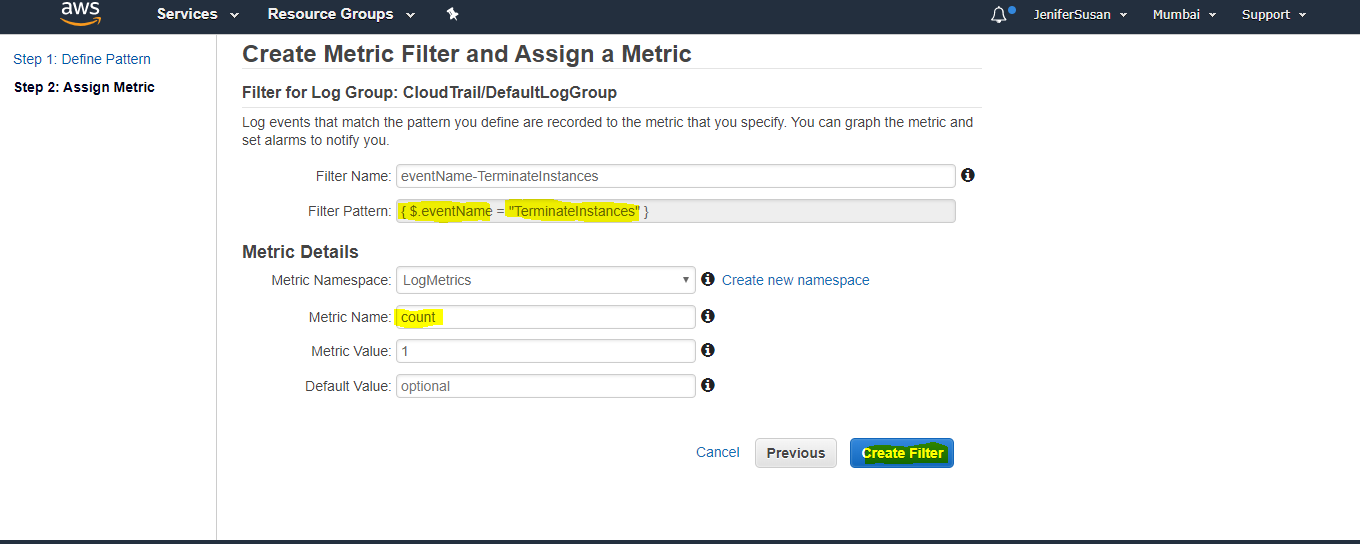 aws Services Resource Groups JeniferSusan Mumbai Support
Step 1: Define Pattern
Step 2: Assign Metric
Create Metric Filter and Assign a Metric
Filter for Log Group: CloudTrail/DefaultLogGroup
Log events that match the pattern you define are recorded to the metric that you specify. You can graph the metric and
set alarms to notify you.
Filter Name: eventName-TerminateInstances
Filter Pattern: { $.eventName = "TerminateInstances" }
Metric Details
Metric Namespace: LogMetrics Create new namespace
Metric Name: count
Metric Value: 1
Default Value: optional
Cancel Previous Create Filter